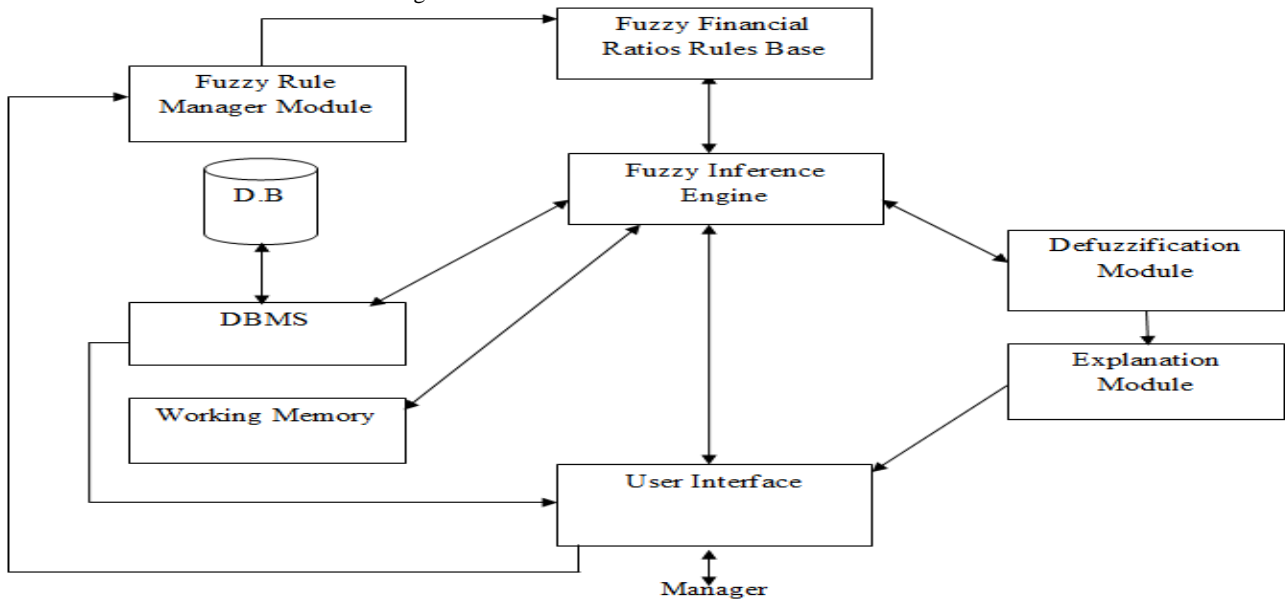 Fuzzy Financial
Ratios Rules Base
Fuzzy Rule
Manager Module
Fuzzy Inference
Engine
D.B
Defuzzification
Module
DBMS
Explanation
Module
Working Memory
User Interface
Manager